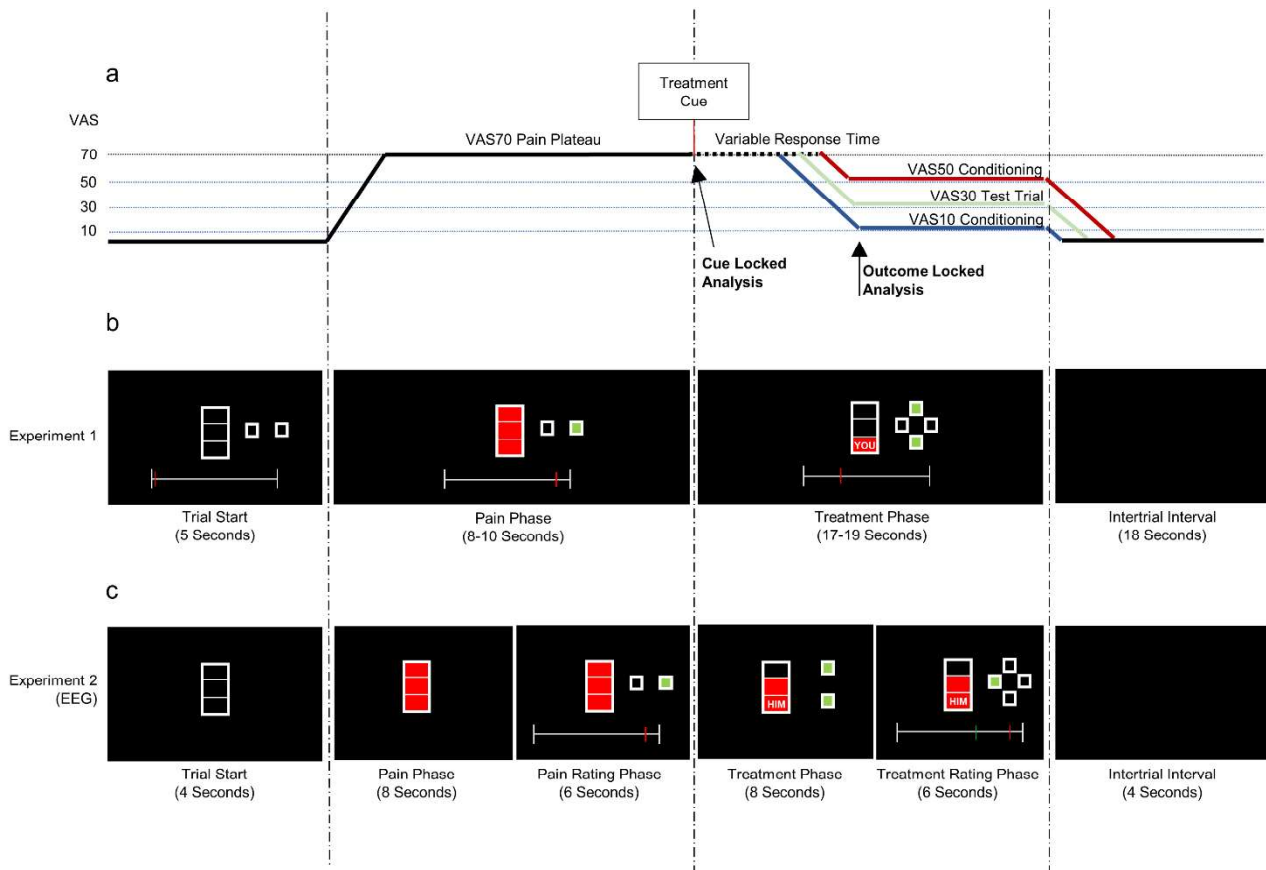 a
Treatment
Cue
VAS
VAS70 Pain Plateau
Variable Response Time
70
VAS50 Conditioning
50
VAS30 Test Trial
30
VAS10 Conditioning
10
Cue Locked
Analysis
Outcome Locked
Analysis
b
Experiment 1
YOU
Trial Start
(5 Seconds)
Pain Phase
(8-10 Seconds)
Treatment Phase
(17-19 Seconds)
Intertrial Interval
(18 Seconds)
c
Experiment 2
(EEG)
HIM
HIM
Trial Start
(4 Seconds)
Pain Phase
(8 Seconds)
Pain Rating Phase
(6 Seconds)
Treatment Phase
(8 Seconds)
Treatment Rating Phase
(6 Seconds)
Intertrial Interval
(4 Seconds)